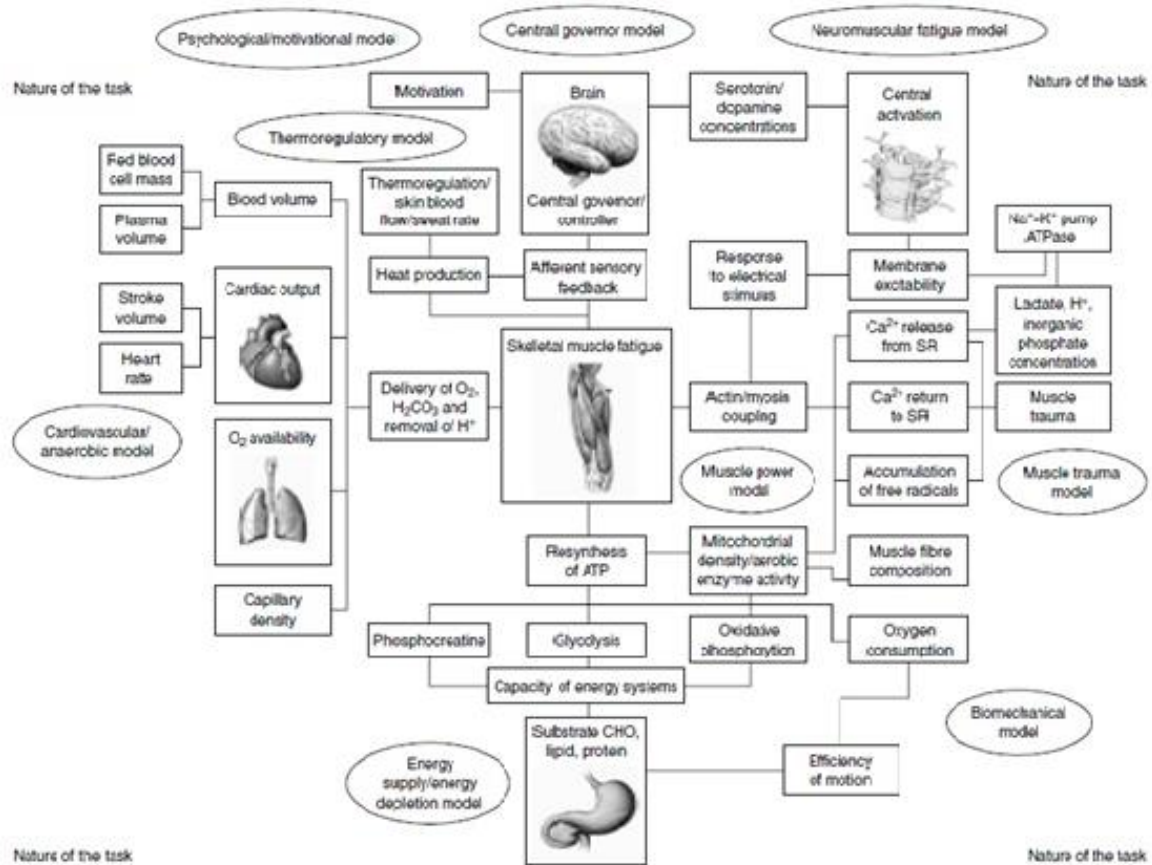 Psychological/motivational model
Central governor model
Neuromuscular fatigue model
Nature of the task
Nature of the task
Motivation
Brain
Central governor/
controller
Serotonin/
dopamine
concentrations
Central
activation
Thermoregulatory model
Red blood
cell mass
Plasma
volume
Blood volume
Thermoregulation/
skin blood
flow/sweat rate
Heat production
Afferent sensory
feedback
Response
to electrical
stimulus
Membrane
exctability
Na⁺–K⁺ pump
ATPase
Stroke
volume
Heart
rate
Cardiac output
Skeletal muscle fatigue
Ca²⁺ release
from SR
Lactate, H⁺,
inorganic
phosphate
concentration
Delivery of O₂,
H₂CO₃ and
removal of H⁺
Actin/myosis
coupling
Ca²⁺ return
to SR
Muscle
trauma
Cardiovascular/
anaerobic model
O₂ availability
Muscle power
model
Accumulation
of free radicals
Muscle trauma
model
Resynthesis
of ATP
Mitochondrial
density/aerobic
enzyme activity
Muscle fibre
composition
Capillary
density
Phosphocreatine
Glycolysis
Oxidative
phosphorytion
Oxygen
consumption
Capacity of energy systems
Substrate CHO,
lipid, protein
Biomechanical
model
Energy
supply/energy
depletion model
Efficiency
of motion
Nature of the task
Nature of the task